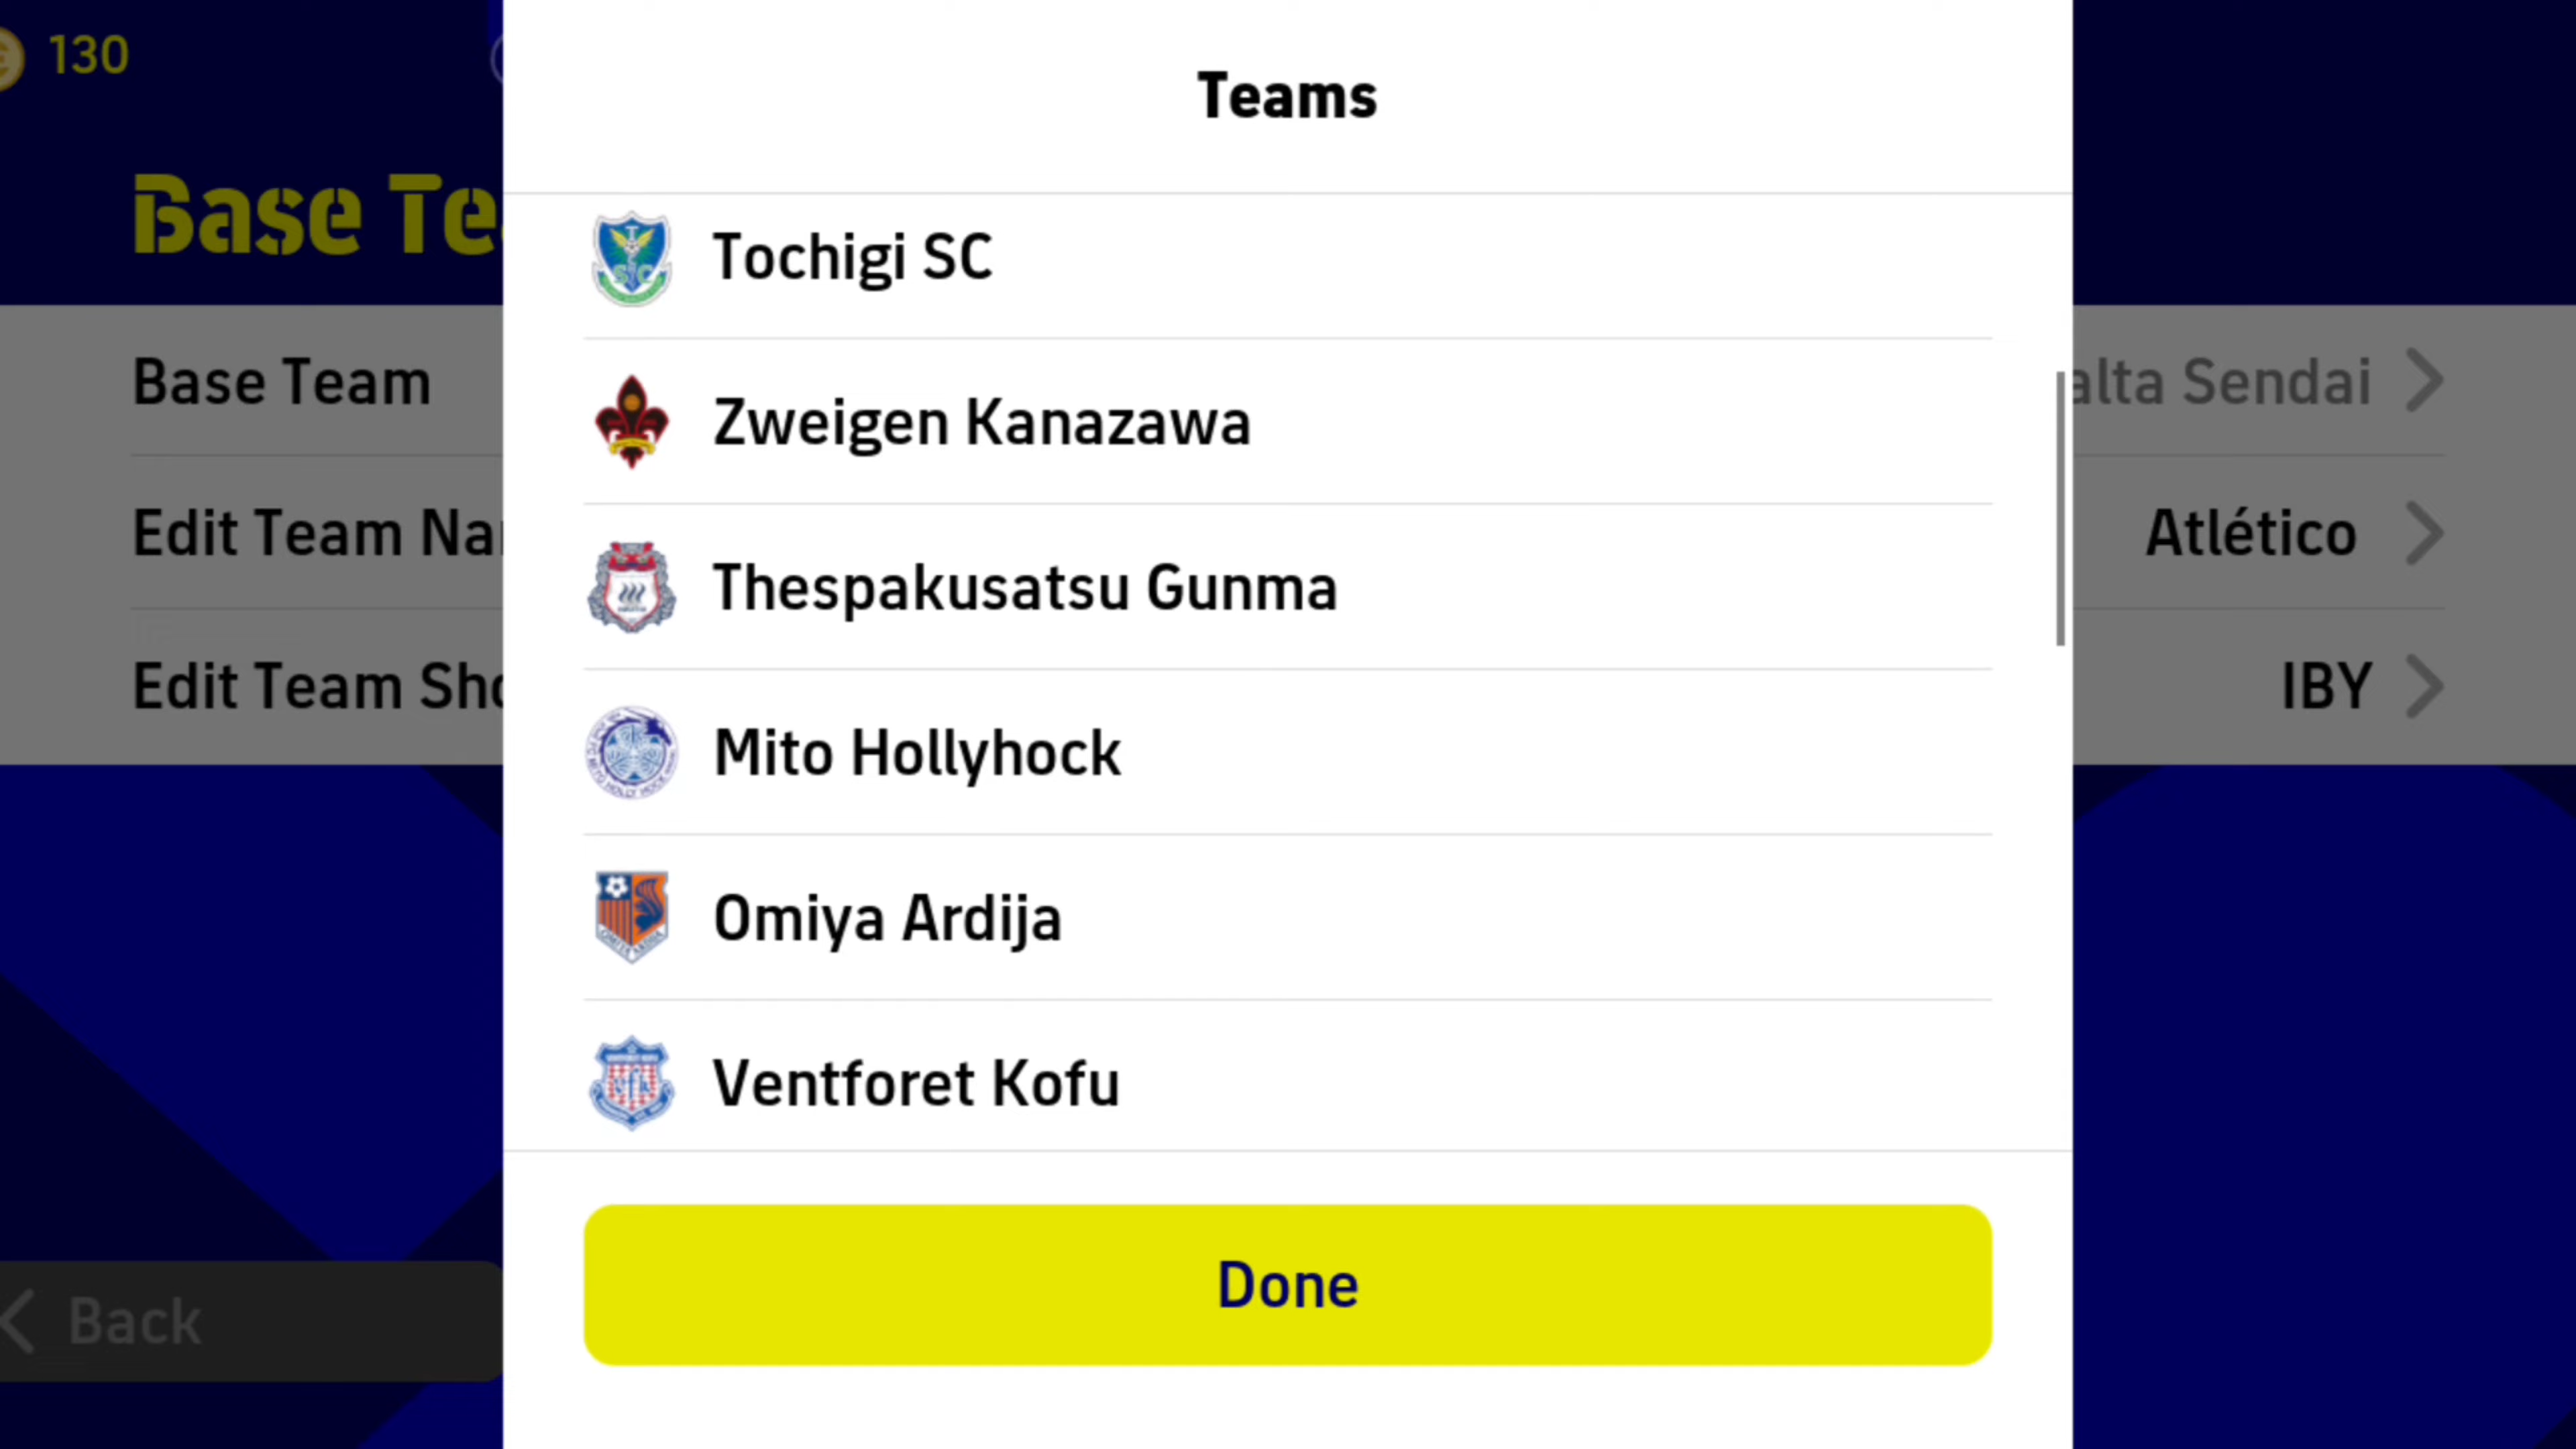 130
Teams
Base Te
Tochigi SC
Zweigen Kanazawa
Thespakusatsu Gunma
Mito Hollyhock
Omiya Ardija
Ventforet Kofu
Base Team
alta Sendai
Edit Team Na
Atlético
Edit Team Sho
IBY
Done
Back